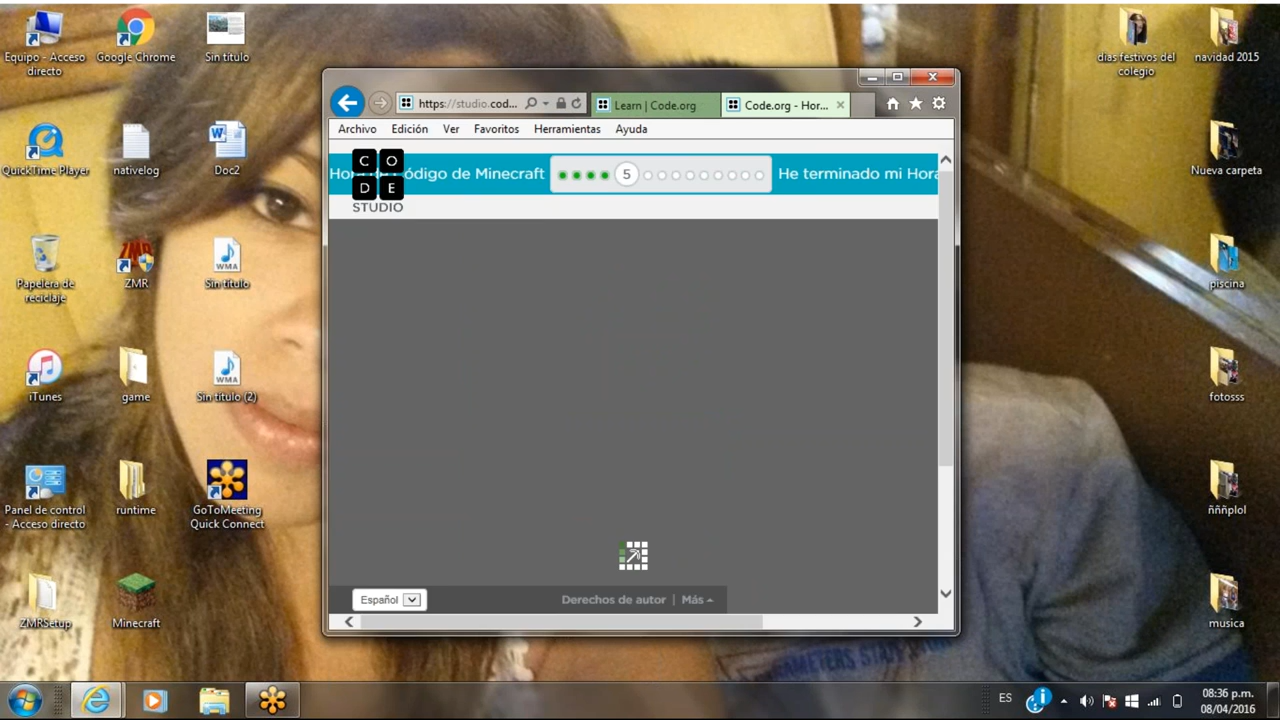 Equipo - Acceso
directo
Google Chrome
Sin título
dias festivos del
colegio
navidad 2015
https://studio.cod...
Learn | Code.org
Code.org - Hor...
Archivo Edición Ver Favoritos Herramientas Ayuda
QuickTime Player
nativelog
Doc2
Nueva carpeta
C O
D E
STUDIO
ódigo de Minecraft
5
He terminado mi Hora
Papelera de
reciclaje
ZMR
ZMR
WMA
Sin título
piscina
iTunes
game
WMA
Sin título (2)
fotosss
Panel de control
- Acceso directo
runtime
GoToMeeting
Quick Connect
ñññplol
Español
Derechos de autor | Más
ZMRSetup
Minecraft
musica
ES
08:36 p.m.
08/04/2016